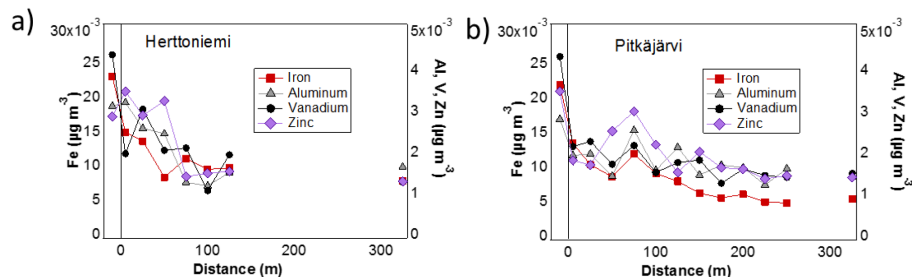 a)
30x10⁻³
25
20
15
10
5
0
Fe (µg m⁻³)
Herttoniemi
Iron
Aluminum
Vanadium
Zinc
5x10⁻³
4
3
2
1
0
Al, V, Zn (µg m⁻³)
0
100
200
300
Distance (m)
b)
30x10⁻³
25
20
15
10
5
0
Fe (µg m⁻³)
Pitkäjärvi
Iron
Aluminum
Vanadium
Zinc
5x10⁻³
4
3
2
1
0
Al, V, Zn (µg m⁻³)
0
50
100
150
200
250
300
Distance (m)